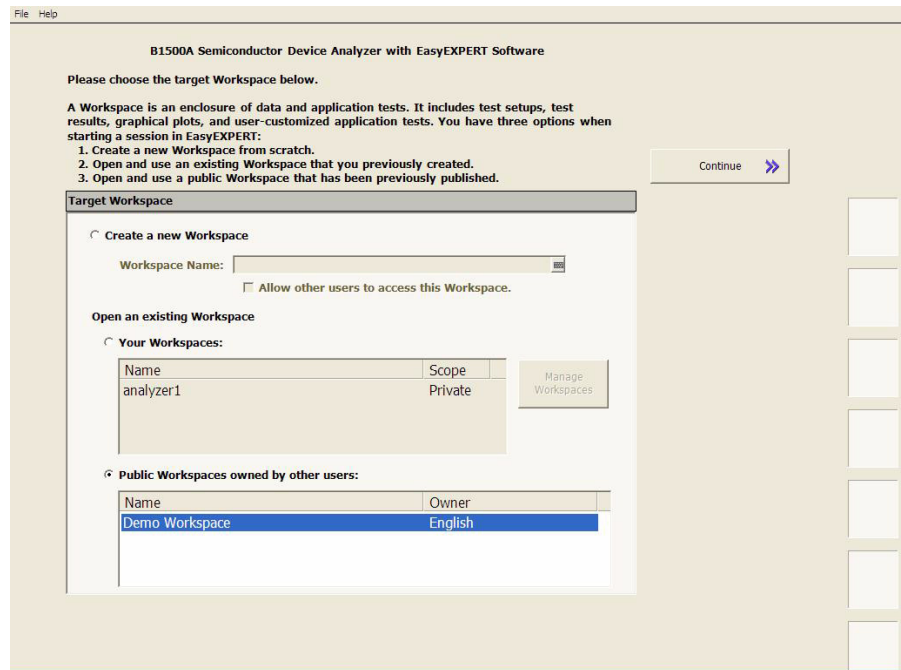 File Help
B1500A Semiconductor Device Analyzer with EasyEXPERT Software
Please choose the target Workspace below.
A Workspace is an enclosure of data and application tests. It includes test setups, test
results, graphical plots, and user-customized application tests. You have three options when
starting a session in EasyEXPERT:
1. Create a new Workspace from scratch.
2. Open and use an existing Workspace that you previously created.
3. Open and use a public Workspace that has been previously published.
Continue
Target Workspace
Create a new Workspace
Workspace Name:
Allow other users to access this Workspace.
Open an existing Workspace
Your Workspaces:
Name Scope
analyzer1 Private
Manage
Workspaces
Public Workspaces owned by other users:
Name Owner
Demo Workspace English